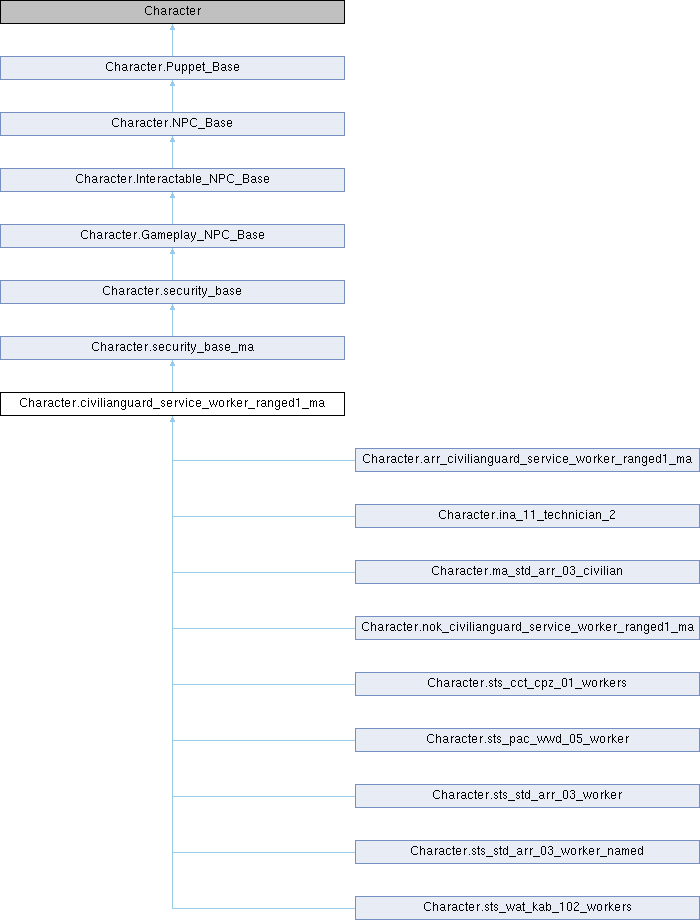 Character
Character.Puppet_Base
Character.NPC_Base
Character.Interactable_NPC_Base
Character.Gameplay_NPC_Base
Character.security_base
Character.security_base_ma
Character.civilianguard_service_worker_ranged1_ma
Character.arr_civilianguard_service_worker_ranged1_ma
Character.ina_11_technician_2
Character.ma_std_arr_03_civilian
Character.nok_civilianguard_service_worker_ranged1_ma
Character.sts_cct_cpz_01_workers
Character.sts_pac_wwd_05_worker
Character.sts_std_arr_03_worker
Character.sts_std_arr_03_worker_named
Character.sts_wat_kab_102_workers